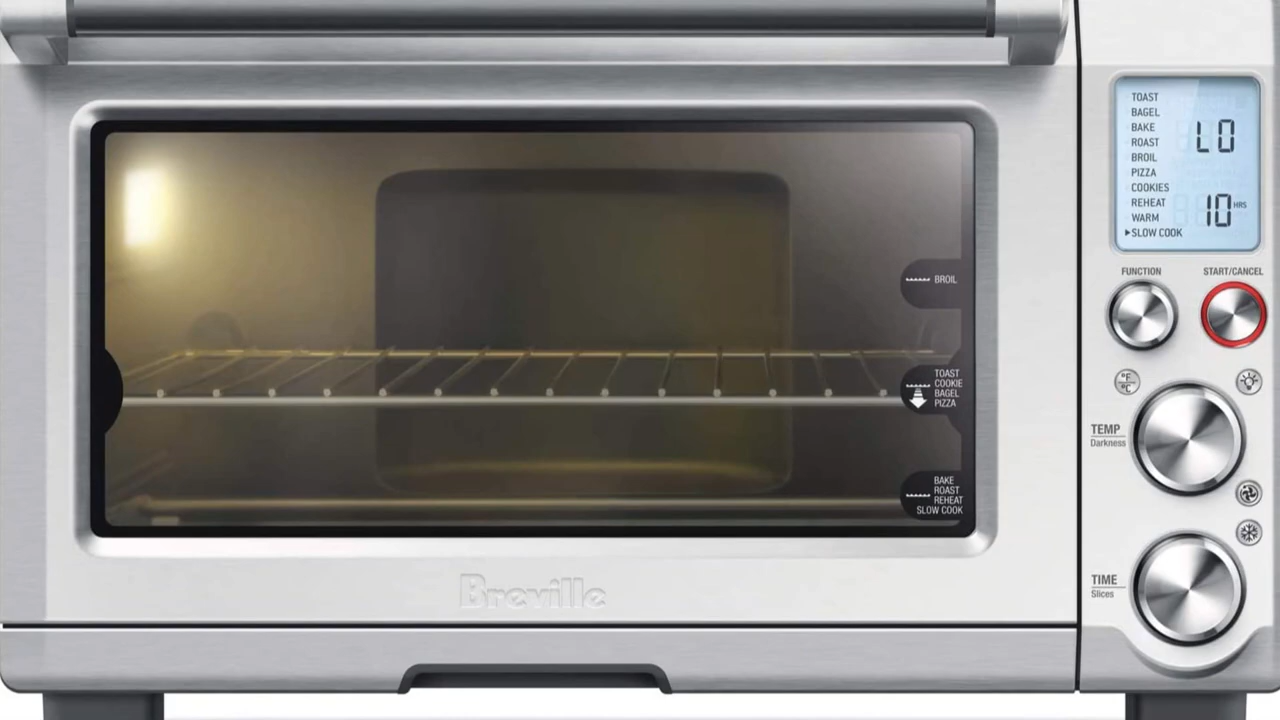 TOAST
BAGEL
BAKE
ROAST
BROIL
PIZZA
COOKIES
REHEAT
WARM
▶SLOW COOK
LO
10 HRS
FUNCTION
START/CANCEL
BROIL
TOAST
COOKIE
BAGEL
PIZZA
°F
°C
TEMP
Darkness
BAKE
ROAST
REHEAT
SLOW COOK
TIME
Slices
Breville